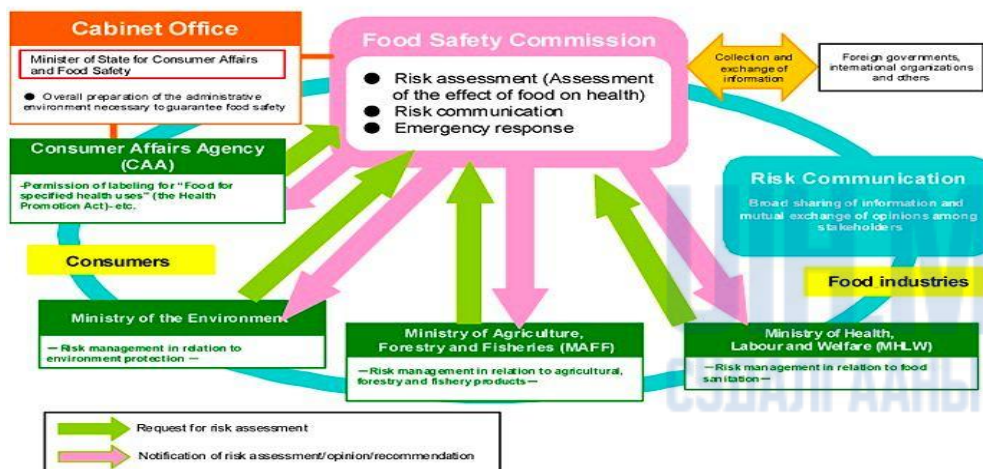 Cabinet Office
Minister of State for Consumer Affairs
and Food Safety
● Overall preparation of the administrative
environment necessary to guarantee food safety
Food Safety Commission
● Risk assessment (Assessment
of the effect of food on health)
● Risk communication
● Emergency response
Collection and
exchange of
information
Foreign governments,
international organizations
and others
Consumer Affairs Agency
(CAA)
-Permission of labeling for "Food for
specified health uses" (the Health
Promotion Act)- etc.
Risk Communication
Broad sharing of information and
mutual exchange of opinions among
stakeholders
Consumers
Food industries
Ministry of the Environment
— Risk management in relation to
environment protection —
Ministry of Agriculture,
Forestry and Fisheries (MAFF)
—Risk management in relation to agricultural,
forestry and fishery products—
Ministry of Health,
Labour and Welfare (MHLW)
—Risk management in relation to food
sanitation—
СУДАЛГААНЫ
Request for risk assessment
Notification of risk assessment/opinion/recommendation